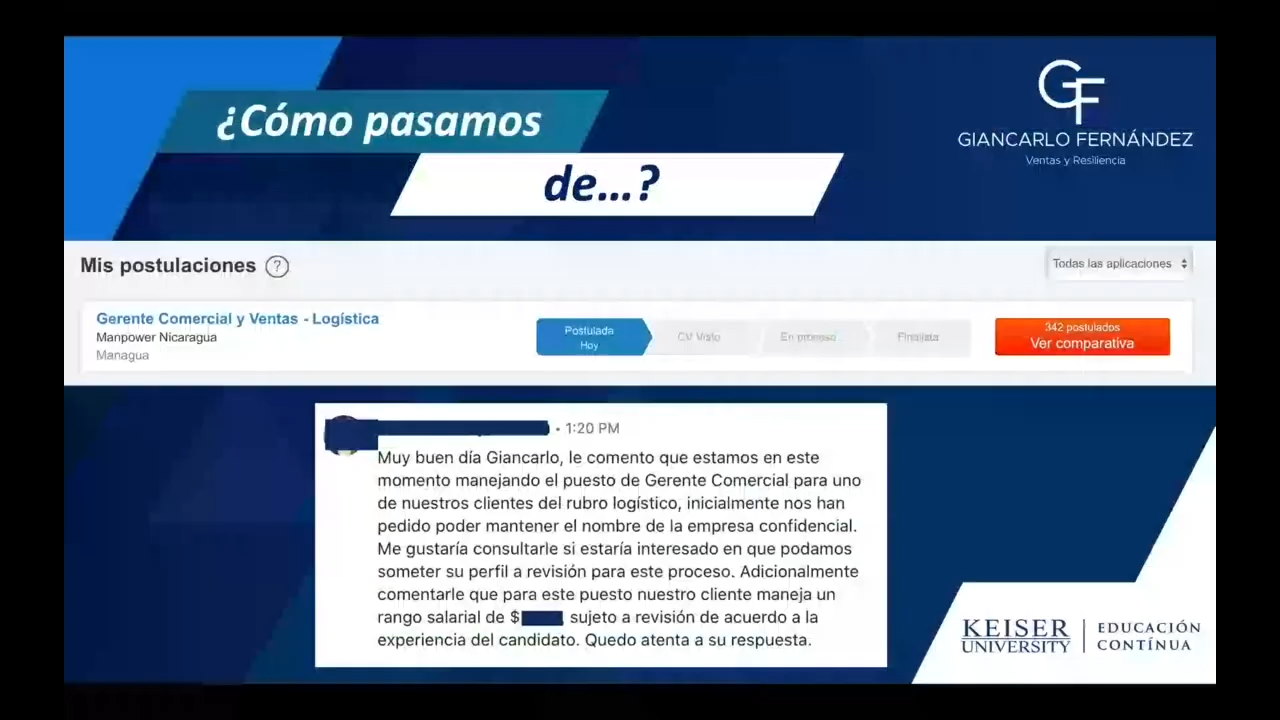 ¿Cómo pasamos
de...?
GF
GIANCARLO FERNÁNDEZ
Ventas y Resiliencia
Mis postulaciones ?
Todas las aplicaciones
Gerente Comercial y Ventas - Logística
Manpower Nicaragua
Managua
Postulada
Hoy
CV Visto
En proceso
Finalista
342 postulados
Ver comparativa
• 1:20 PM
Muy buen día Giancarlo, le comento que estamos en este
momento manejando el puesto de Gerente Comercial para uno
de nuestros clientes del rubro logístico, inicialmente nos han
pedido poder mantener el nombre de la empresa confidencial.
Me gustaría consultarle si estaría interesado en que podamos
someter su perfil a revisión para este proceso. Adicionalmente
comentarle que para este puesto nuestro cliente maneja un
rango salarial de $ sujeto a revisión de acuerdo a la
experiencia del candidato. Quedo atenta a su respuesta.
KEISER
UNIVERSITY
EDUCACIÓN
CONTÍNUA